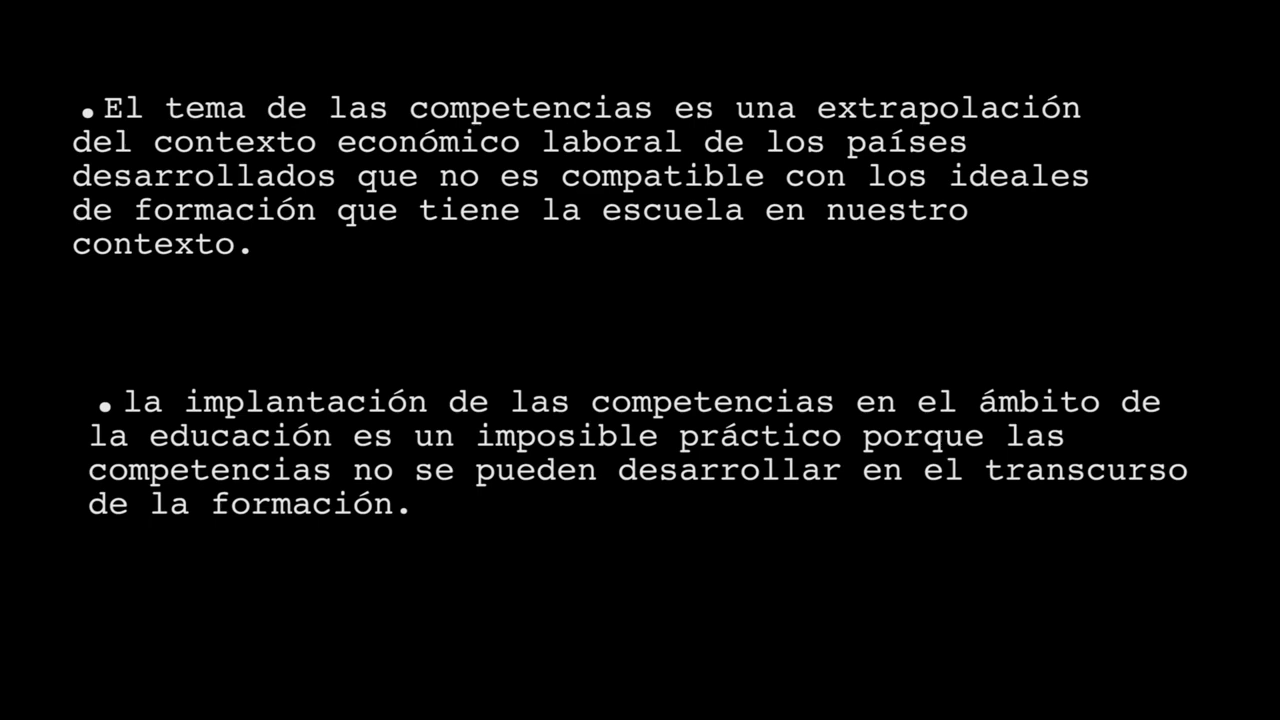 .El tema de las competencias es una extrapolación
del contexto económico laboral de los países
desarrollados que no es compatible con los ideales
de formación que tiene la escuela en nuestro
contexto.
.la implantación de las competencias en el ámbito de
la educación es un imposible práctico porque las
competencias no se pueden desarrollar en el transcurso
de la formación.